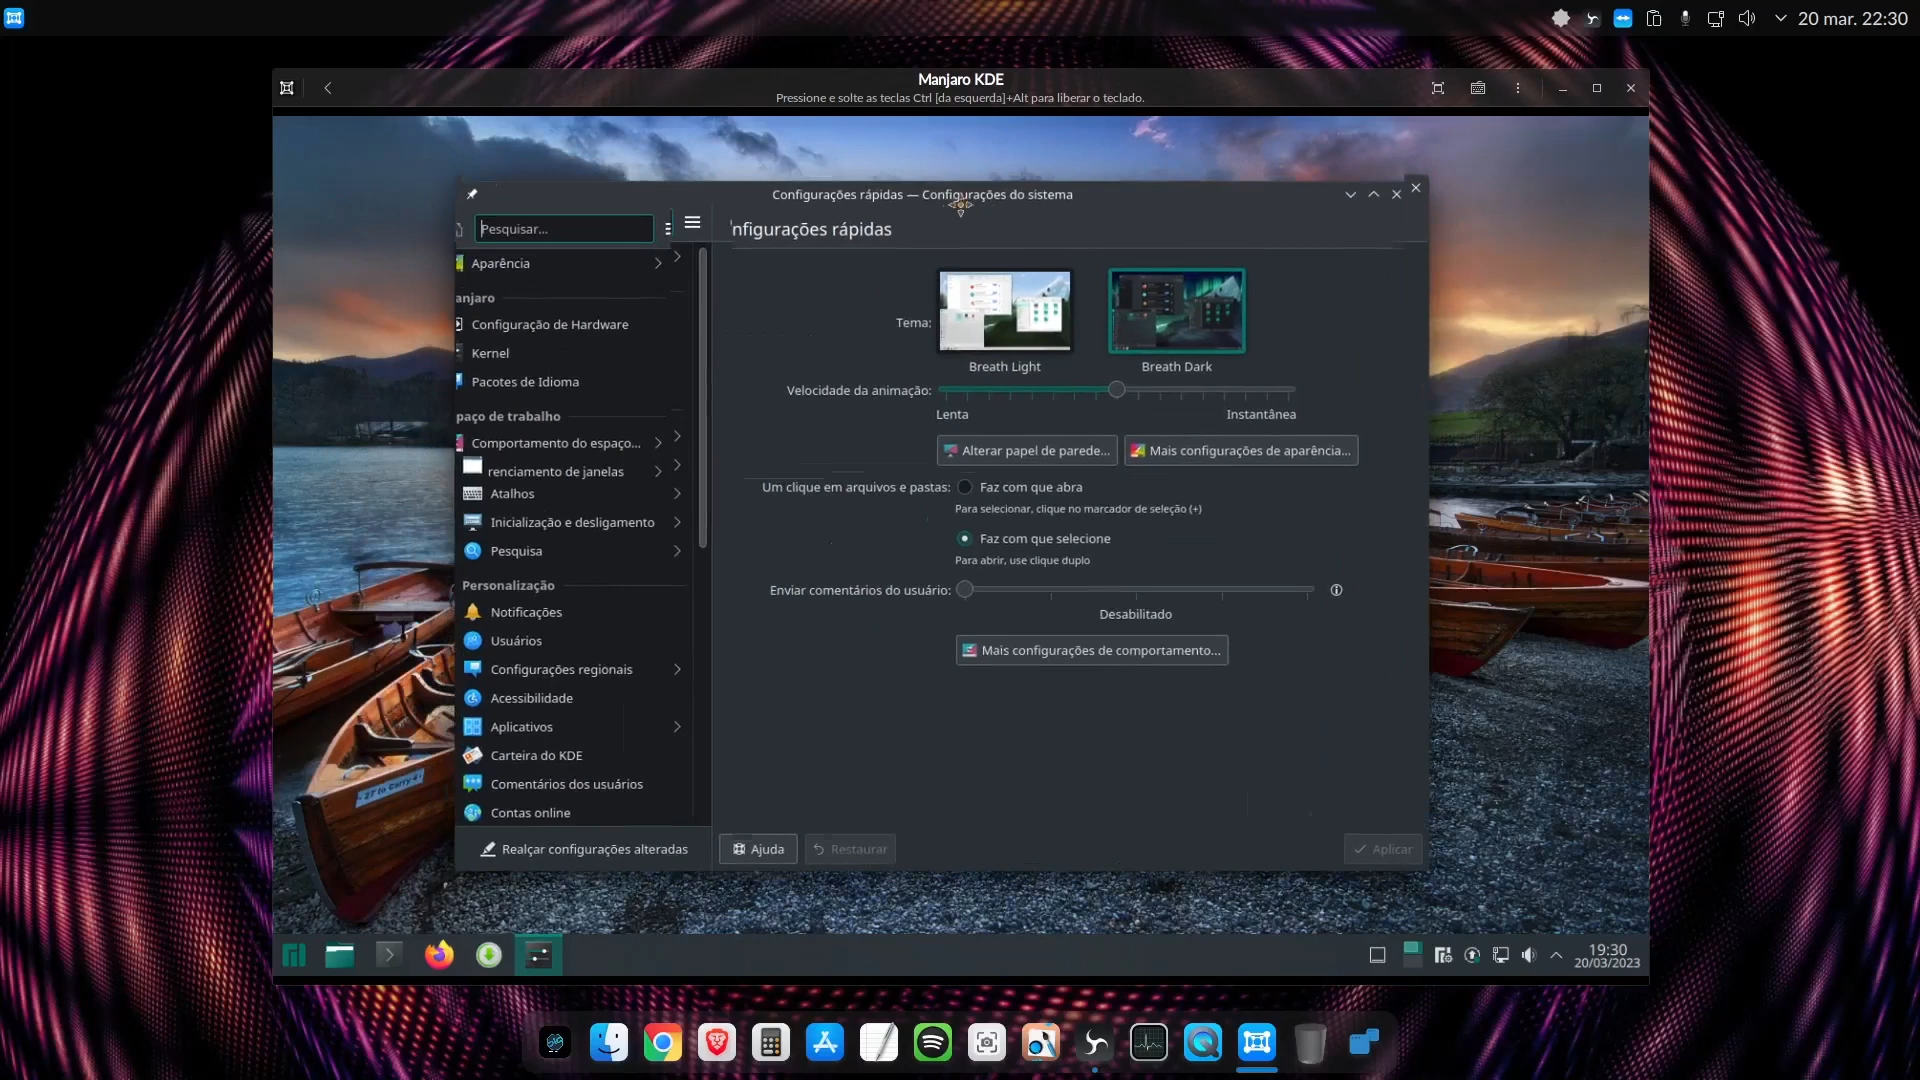 20 mar. 22:30
Manjaro KDE
Pressione e solte as teclas Ctrl [da esquerda]+Alt para liberar o teclado.
Configurações rápidas — Configurações do sistema
Pesquisar...
nfigurações rápidas
Aparência
anjaro
Configuração de Hardware
Kernel
Pacotes de Idioma
paço de trabalho
Comportamento do espaço...
renciamento de janelas
Atalhos
Inicialização e desligamento
Pesquisa
Personalização
Notificações
Usuários
Configurações regionais
Acessibilidade
Aplicativos
Carteira do KDE
Comentários dos usuários
Contas online
Realçar configurações alteradas
Tema:
Breath Light
Breath Dark
Velocidade da animação:
Lenta
Instantânea
Alterar papel de parede...
Mais configurações de aparência...
Um clique em arquivos e pastas:
Faz com que abra
Para selecionar, clique no marcador de seleção (+)
Faz com que selecione
Para abrir, use clique duplo
Enviar comentários do usuário:
Desabilitado
Mais configurações de comportamento...
Ajuda
Restaurar
Aplicar
19:30
20/03/2023